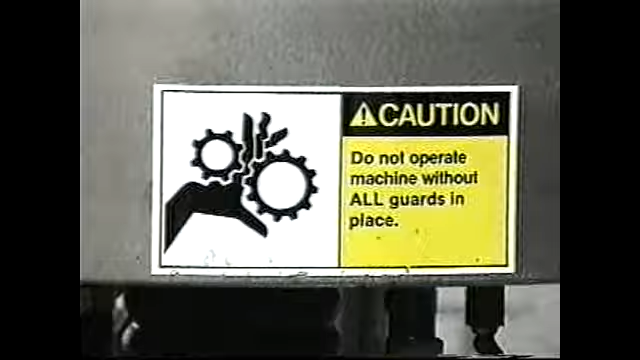 CAUTION
Do not operate
machine without
ALL guards in
place.